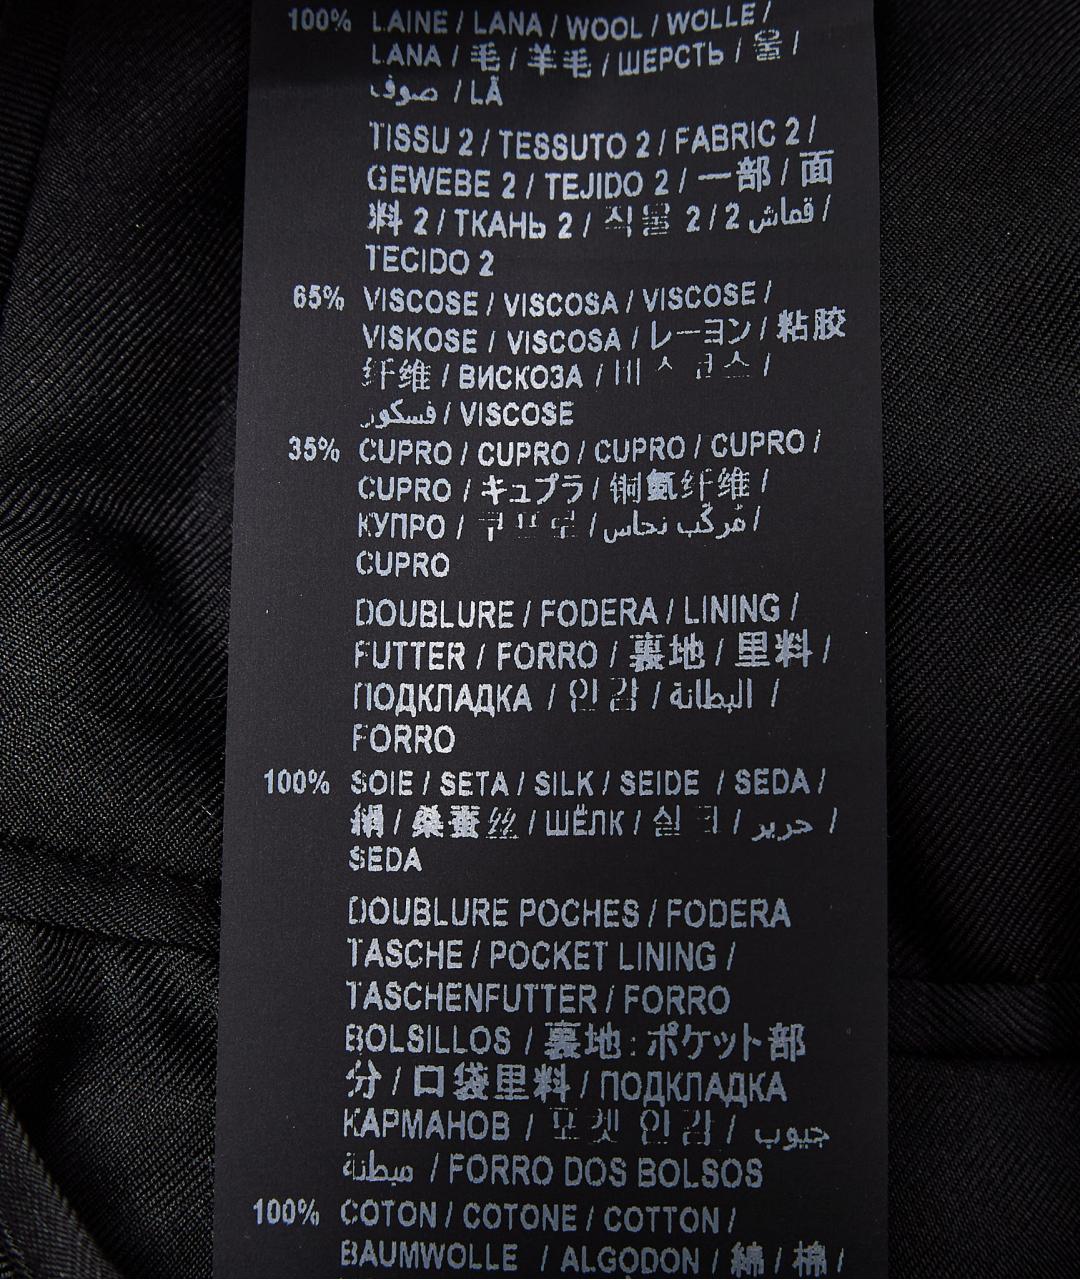 100% LAINE / LANA / WOOL / WOLLE /
LANA / 毛 / 羊毛 / ШЕРСТЬ / 울 /
صوف / LÃ
TISSU 2 / TESSUTO 2 / FABRIC 2 /
GEWEBE 2 / TEJIDO 2 / 一部 / 面
料 2 / ТКАНЬ 2 / 직물 2 / 2 قماش /
TECIDO 2
65% VISCOSE / VISCOSA / VISCOSE /
VISKOSE / VISCOSA / レーヨン / 粘胶
纤维 / ВИСКОЗА / 비스코스 /
فسكوز / VISCOSE
35% CUPRO / CUPRO / CUPRO / CUPRO /
CUPRO / キュプラ / 铜氨纤维 /
КУПРО / 쿠프로 / مُركّب نحاس /
CUPRO
DOUBLURE / FODERA / LINING /
FUTTER / FORRO / 裏地 / 里料 /
ПОДКЛАДКА / 안감 / البطانة /
FORRO
100% SOIE / SETA / SILK / SEIDE / SEDA /
絹 / 桑蚕丝 / ШЁЛК / 실크 / حرير /
SEDA
DOUBLURE POCHES / FODERA
TASCHE / POCKET LINING /
TASCHENFUTTER / FORRO
BOLSILLOS / 裏地:ポケット部
分 / 口袋里料 / ПОДКЛАДКА
КАРМАНОВ / 포켓 안감 / جيوب
مبطنة / FORRO DOS BOLSOS
100% COTON / COTONE / COTTON /
BAUMWOLLE / ALGODON / 綿 / 棉 /